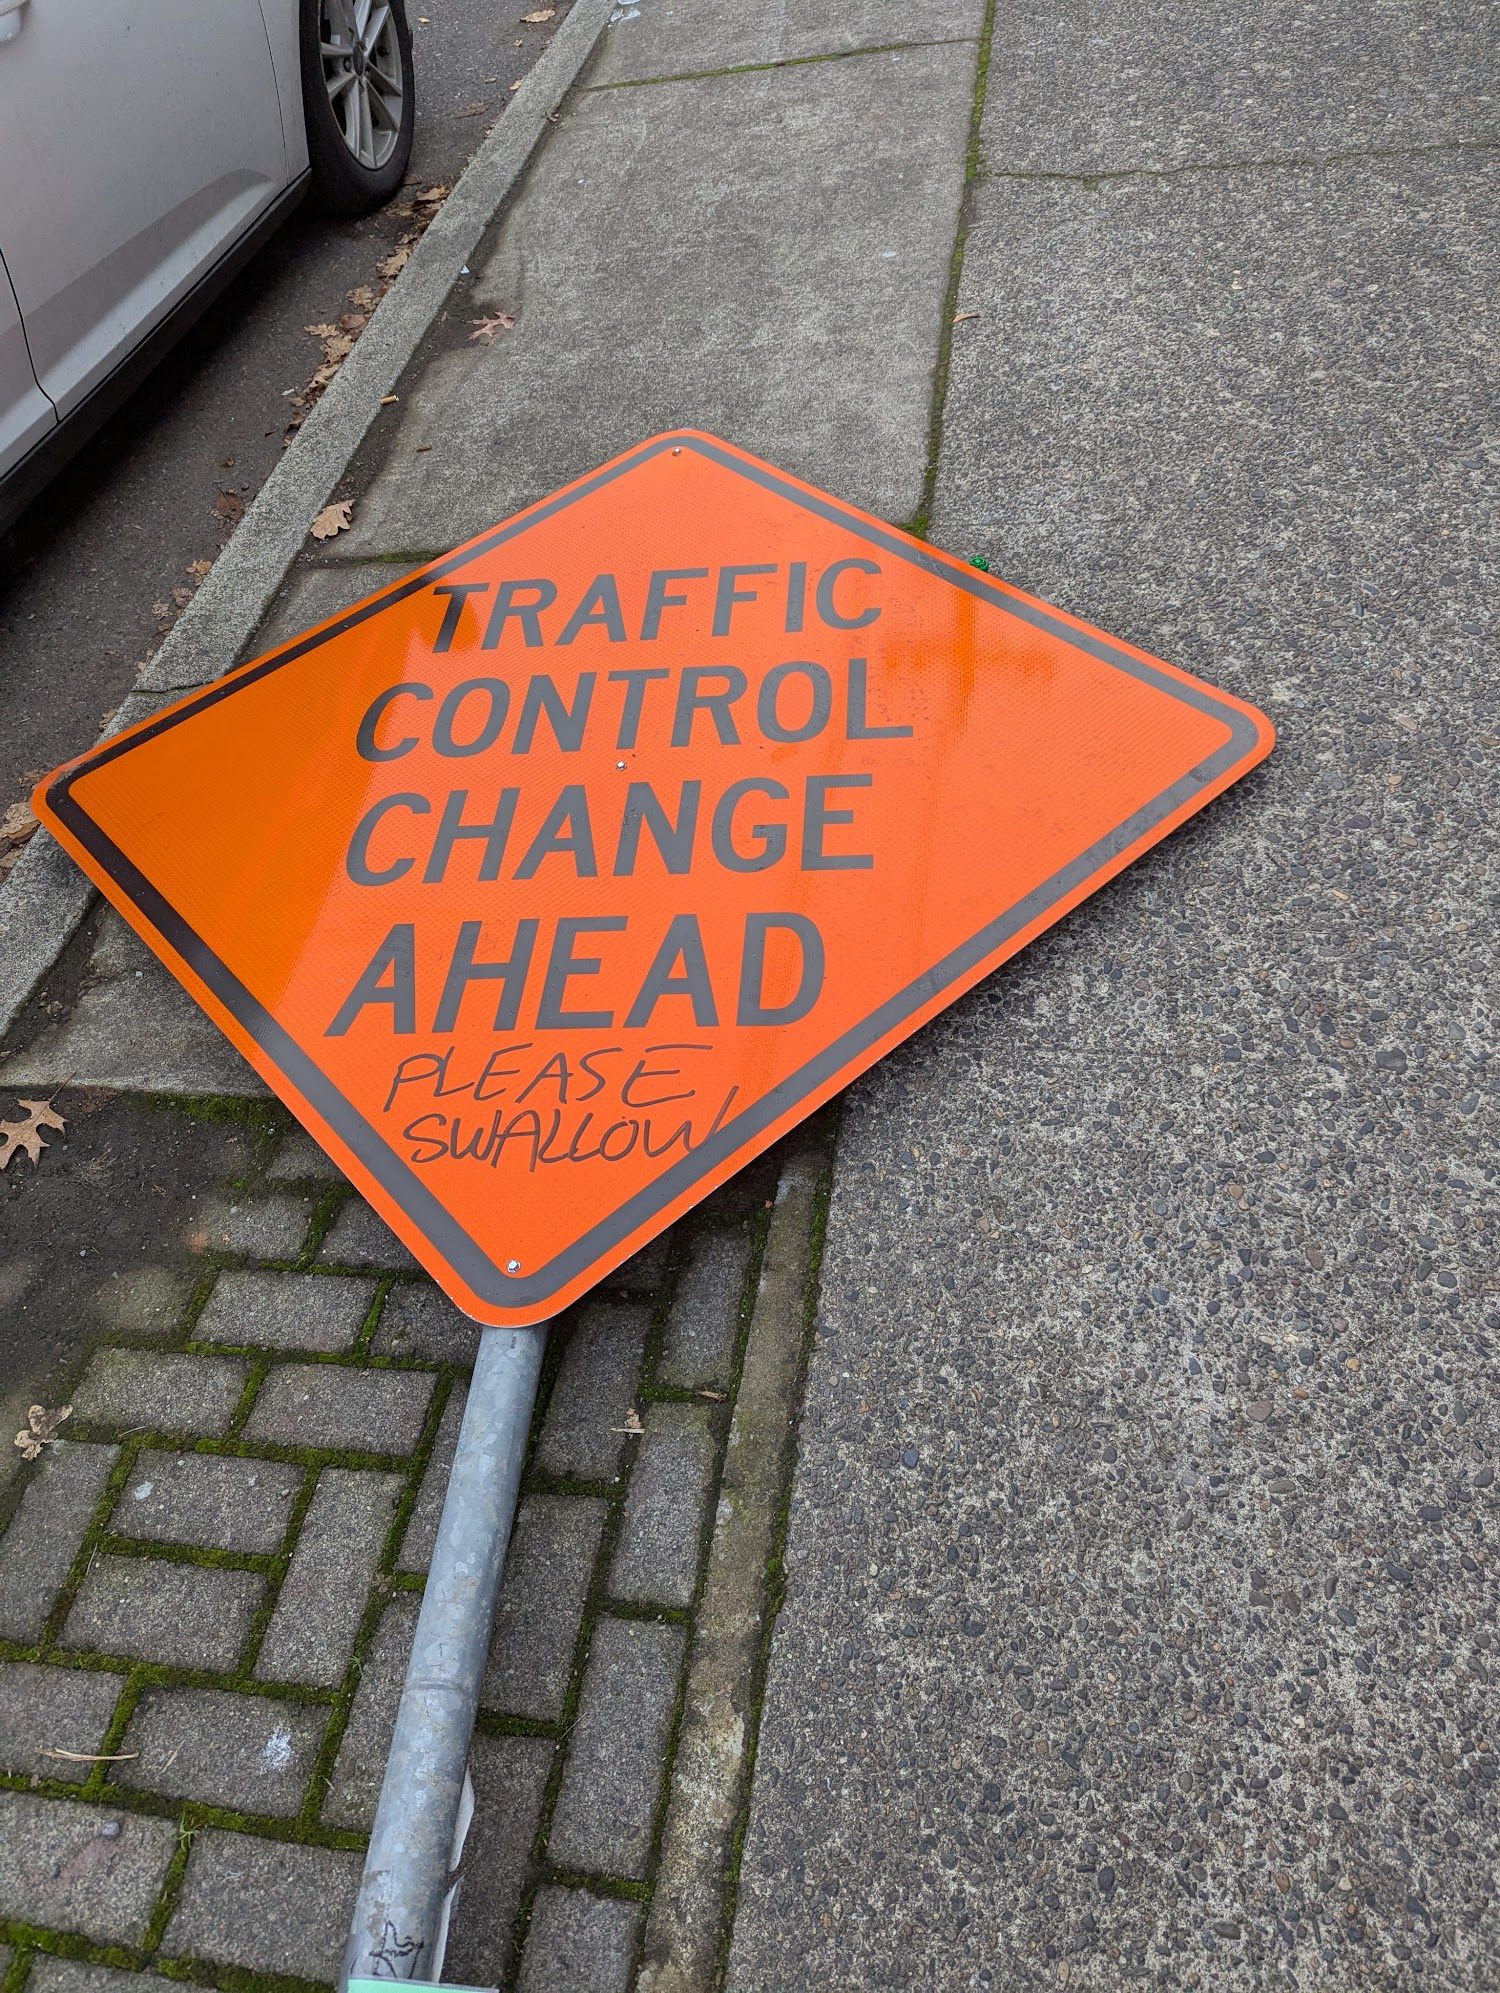 TRAFFIC
CONTROL
CHANGE
AHEAD
PLEASE
SWALLOW